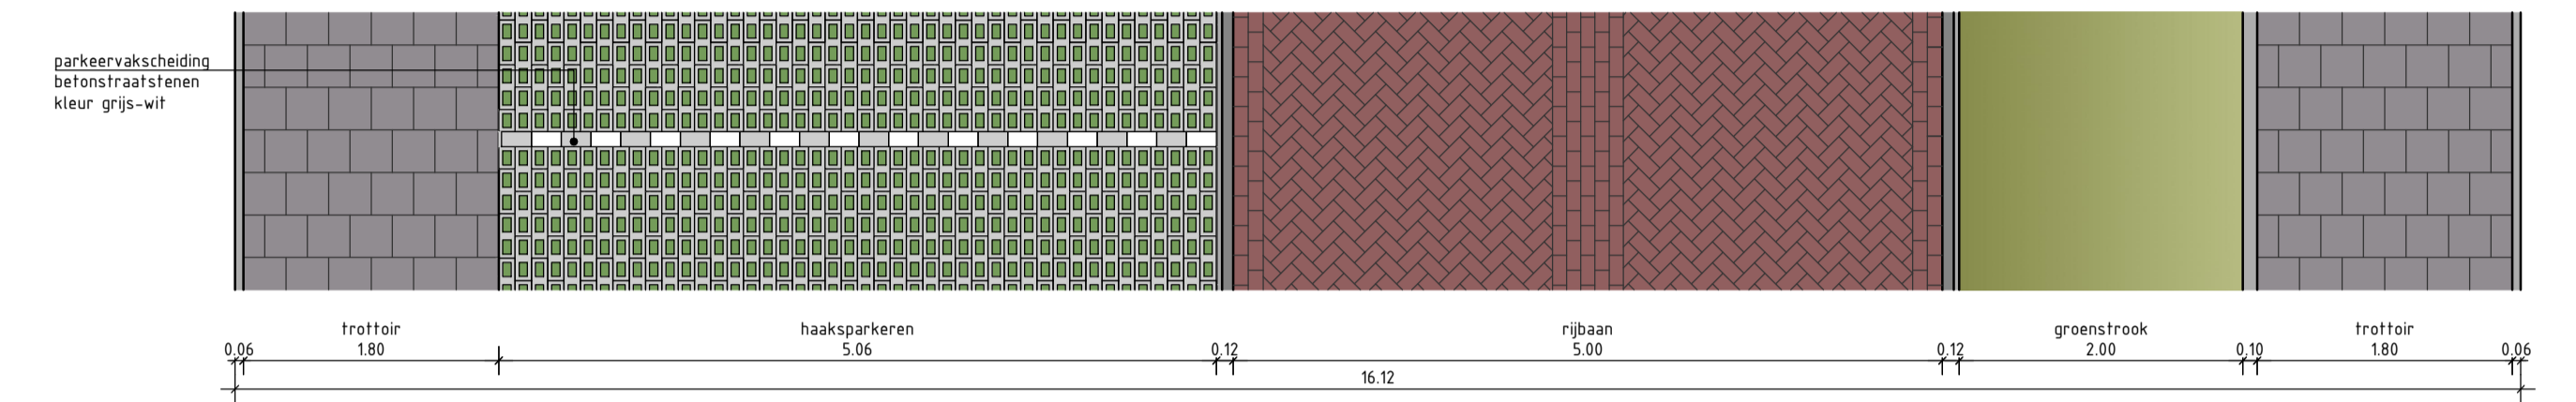 parkeervakscheiding
betonstraatstenen
kleur grijs-wit
trottoir haaksparkeren rijbaan groenstrook trottoir
0.06 1.80 5.06 0.12 5.00 0.12 2.00 0.10 1.80 0.06
16.12